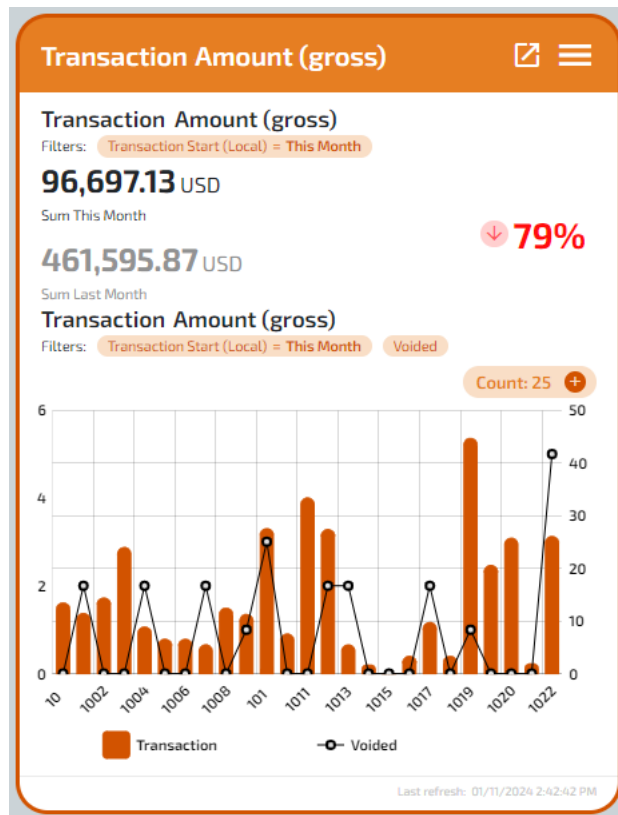 Transaction Amount (gross)
Transaction Amount (gross)
Filters: Transaction Start (Local) = This Month
96,697.13 USD
Sum This Month
79%
461,595.87 USD
Sum Last Month
Transaction Amount (gross)
Filters: Transaction Start (Local) = This Month Voided
Count: 25 +
6 50
40
4
30
2 20
10
0 0
10 1002 1004 1006 1008 101 1011 1013 1015 1017 1019 1020 1022
Transaction Voided
Last refresh: 01/11/2024 2:42:42 PM